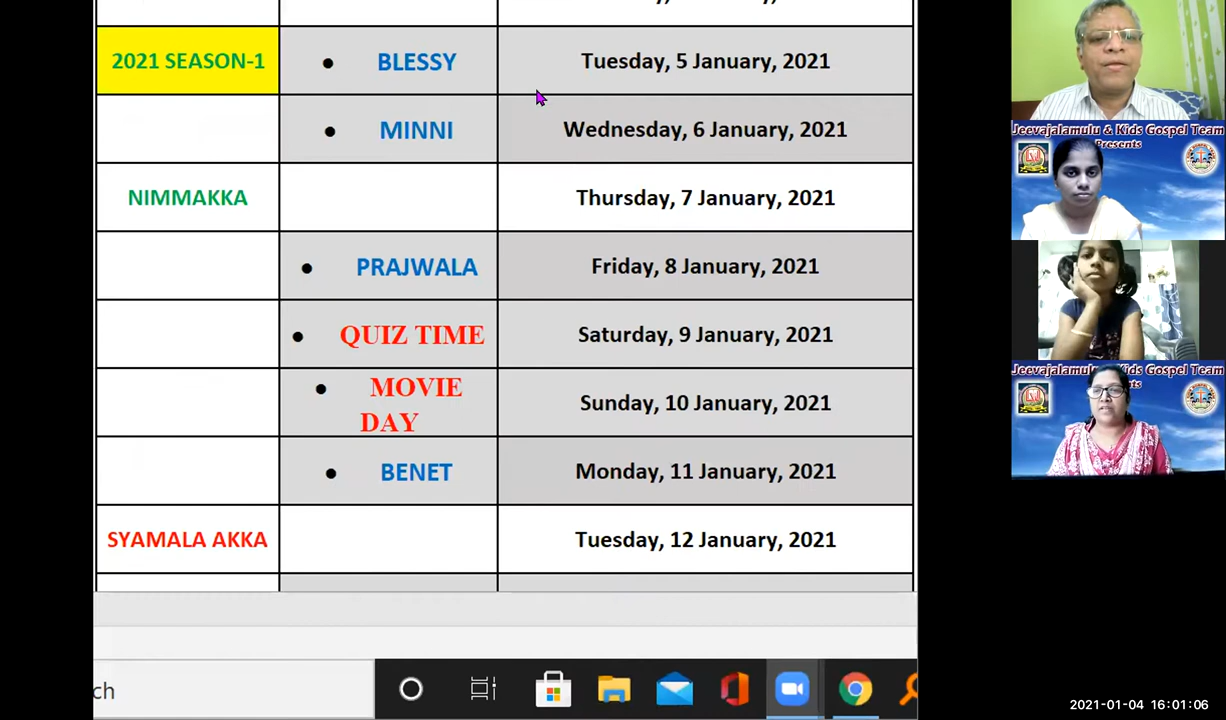 2021 SEASON-1 • BLESSY Tuesday, 5 January, 2021
• MINNI Wednesday, 6 January, 2021
NIMMAKKA Thursday, 7 January, 2021
• PRAJWALA Friday, 8 January, 2021
• QUIZ TIME Saturday, 9 January, 2021
• MOVIE
DAY Sunday, 10 January, 2021
• BENET Monday, 11 January, 2021
SYAMALA AKKA Tuesday, 12 January, 2021
ch
Jeevajalamulu & Kids Gospel Team
Presents
Jeevajalamulu & Kids Gospel Team
2021-01-04 16:01:06